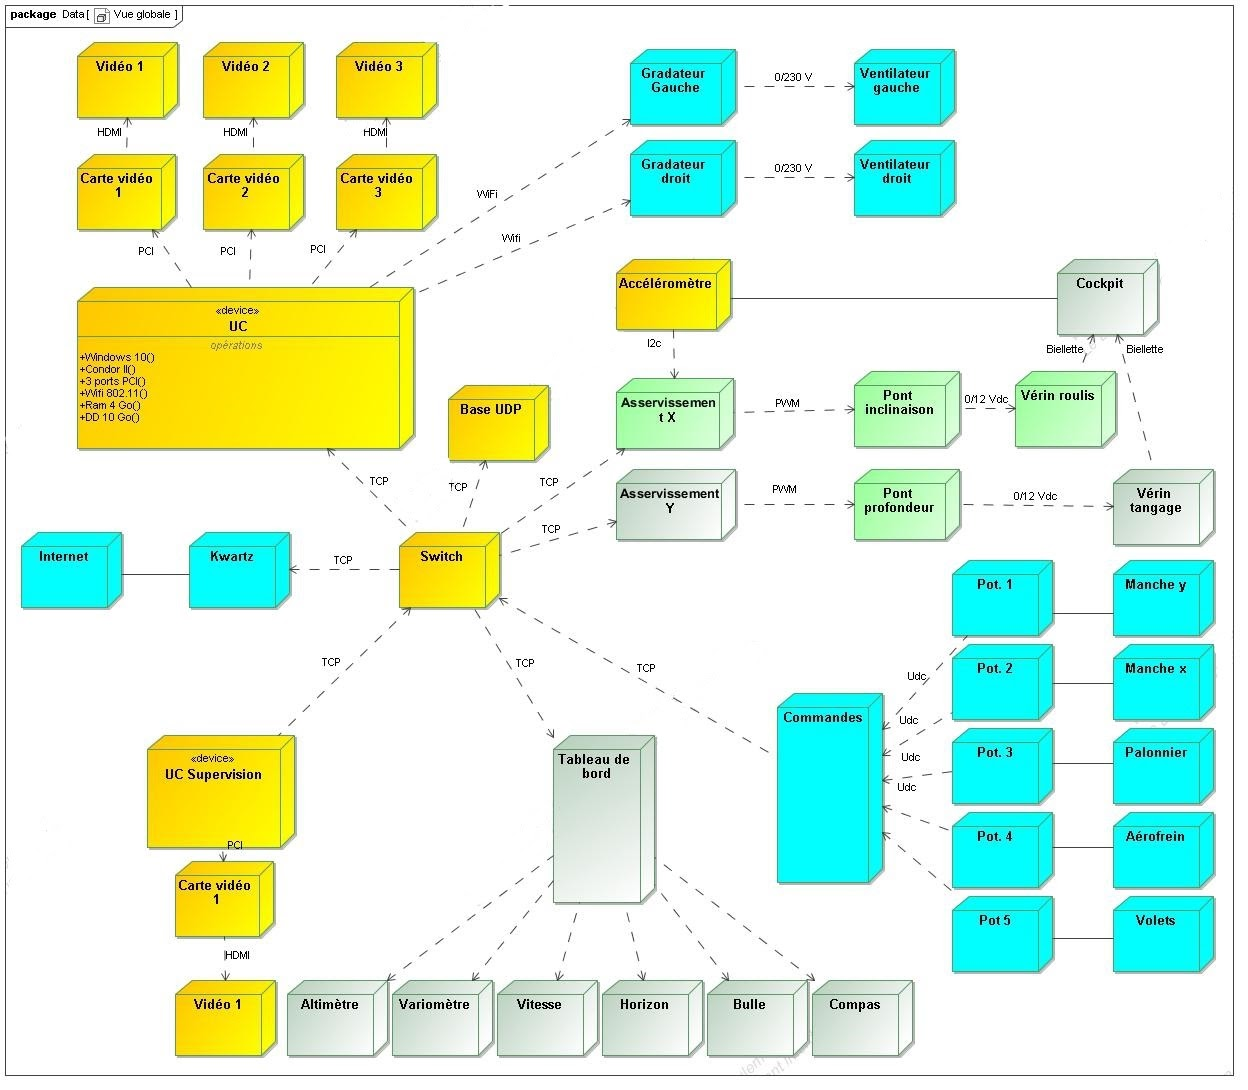 package Data [ Vue globale ]
Vidéo 1
Vidéo 2
Vidéo 3
HDMI
HDMI
HDMI
Carte vidéo
1
Carte vidéo
2
Carte vidéo
3
PCI
PCI
PCI
Gradateur
Gauche
0/230 V
Ventilateur
gauche
Gradateur
droit
0/230 V
Ventilateur
droit
WiFi
Wifi
«device»
UC
opérations
+Windows 10()
+Condor II()
+3 ports PCI()
+Wifi 802.11()
+Ram 4 Go()
+DD 10 Go()
Accéléromètre
Cockpit
I2c
Biellette
Biellette
Base UDP
Asservissemen
t X
PWM
Pont
inclinaison
0/12 Vdc
Vérin roulis
Asservissement
Y
PWM
Pont
profondeur
0/12 Vdc
Vérin
tangage
TCP
TCP
TCP
TCP
Internet
Kwartz
TCP
Switch
TCP
TCP
TCP
Pot. 1
Manche y
Pot. 2
Manche x
Pot. 3
Palonnier
Pot. 4
Aérofrein
Pot 5
Volets
Udc
Udc
Udc
Udc
Commandes
«device»
UC Supervision
PCI
Carte vidéo
1
HDMI
Vidéo 1
Tableau de
bord
Altimètre
Variomètre
Vitesse
Horizon
Bulle
Compas